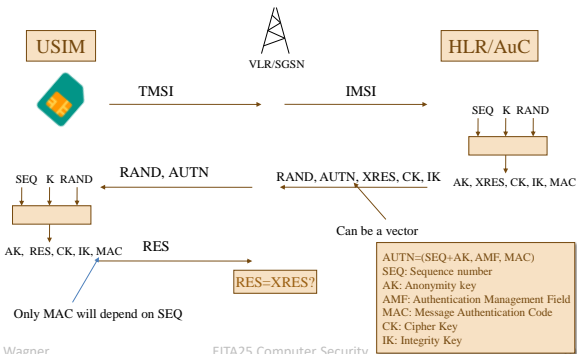 USIM
VLR/SGSN
HLR/AuC
TMSI
IMSI
SEQ K RAND
AK, XRES, CK, IK, MAC
RAND, AUTN, XRES, CK, IK
RAND, AUTN
Can be a vector
SEQ K RAND
AK, RES, CK, IK, MAC
RES
RES=XRES?
Only MAC will depend on SEQ
AUTN=(SEQ+AK, AMF, MAC)
SEQ: Sequence number
AK: Anonymity key
AMF: Authentication Management Field
MAC: Message Authentication Code
CK: Cipher Key
IK: Integrity Key
Wagner
EITA25 Computer Security